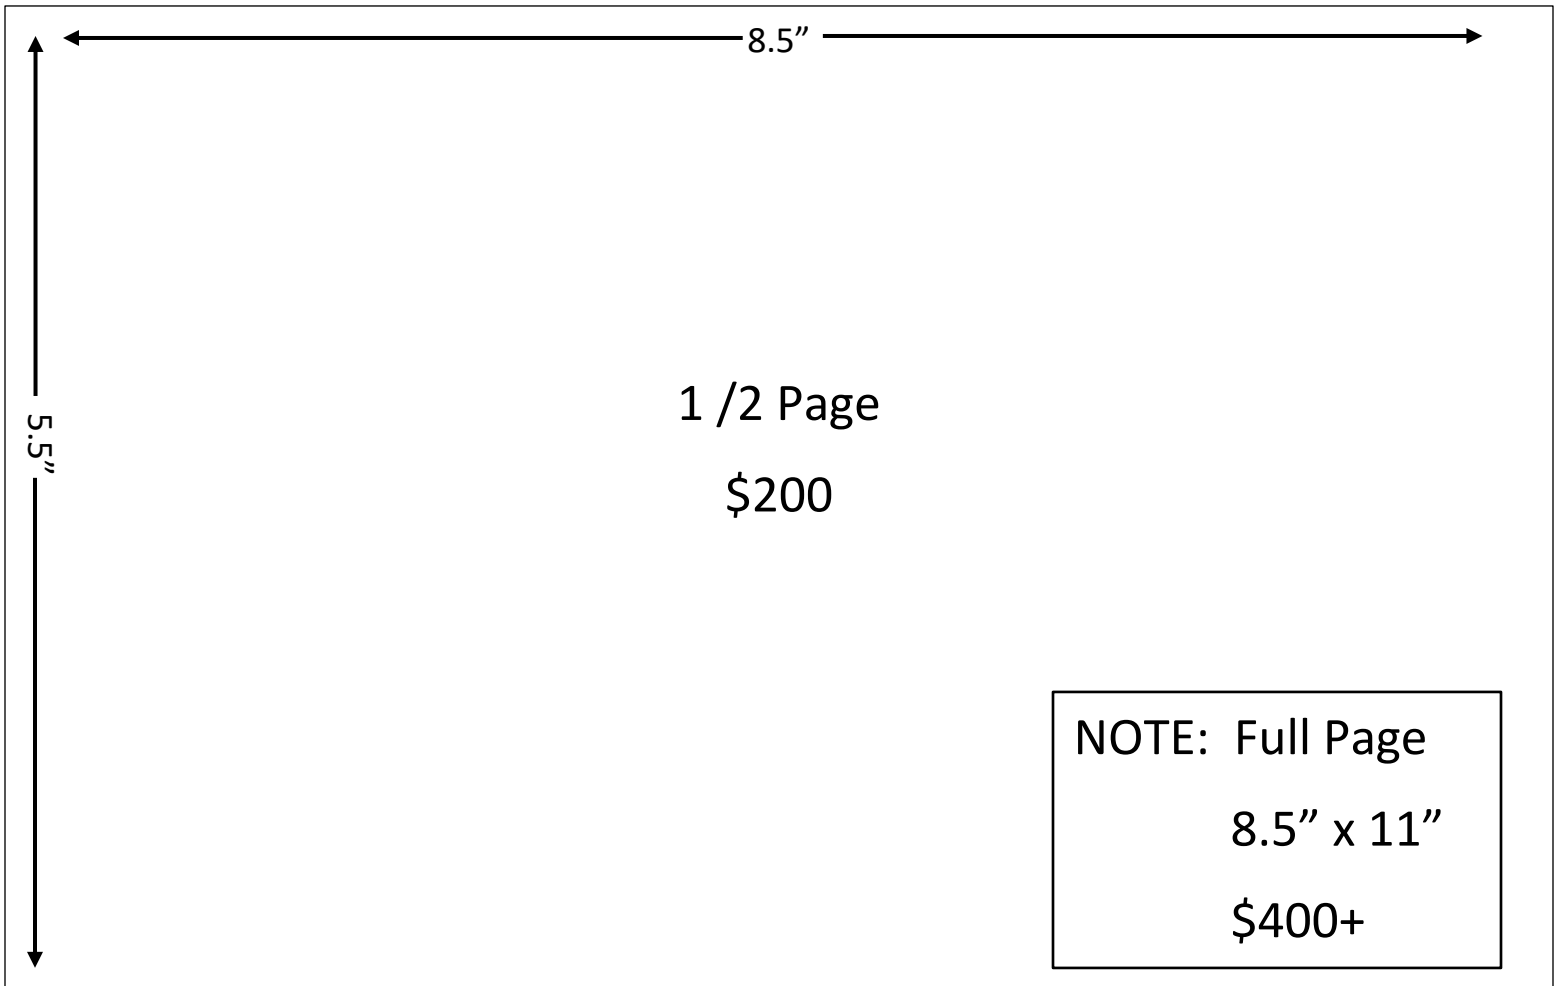 8.5”
5.5”
1 /2 Page
$200
NOTE: Full Page
8.5” x 11”
$400+